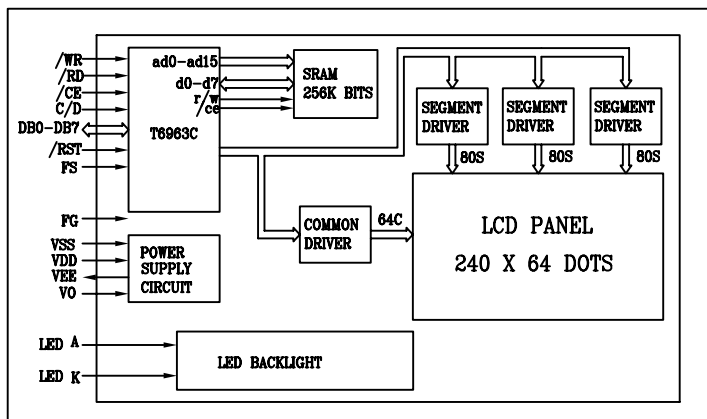 /WR
/RD
/CE
C/D
DB0-DB7
/RST
FS
FG
VSS
VDD
VEE
VO
LED A
LED K
ad0-ad15
d0-d7
r/w
/ce
T6963C
SRAM
256K BITS
SEGMENT
DRIVER
SEGMENT
DRIVER
SEGMENT
DRIVER
80S
80S
80S
COMMON
DRIVER
64C
LCD PANEL
240 X 64 DOTS
POWER
SUPPLY
CIRCUIT
LED BACKLIGHT